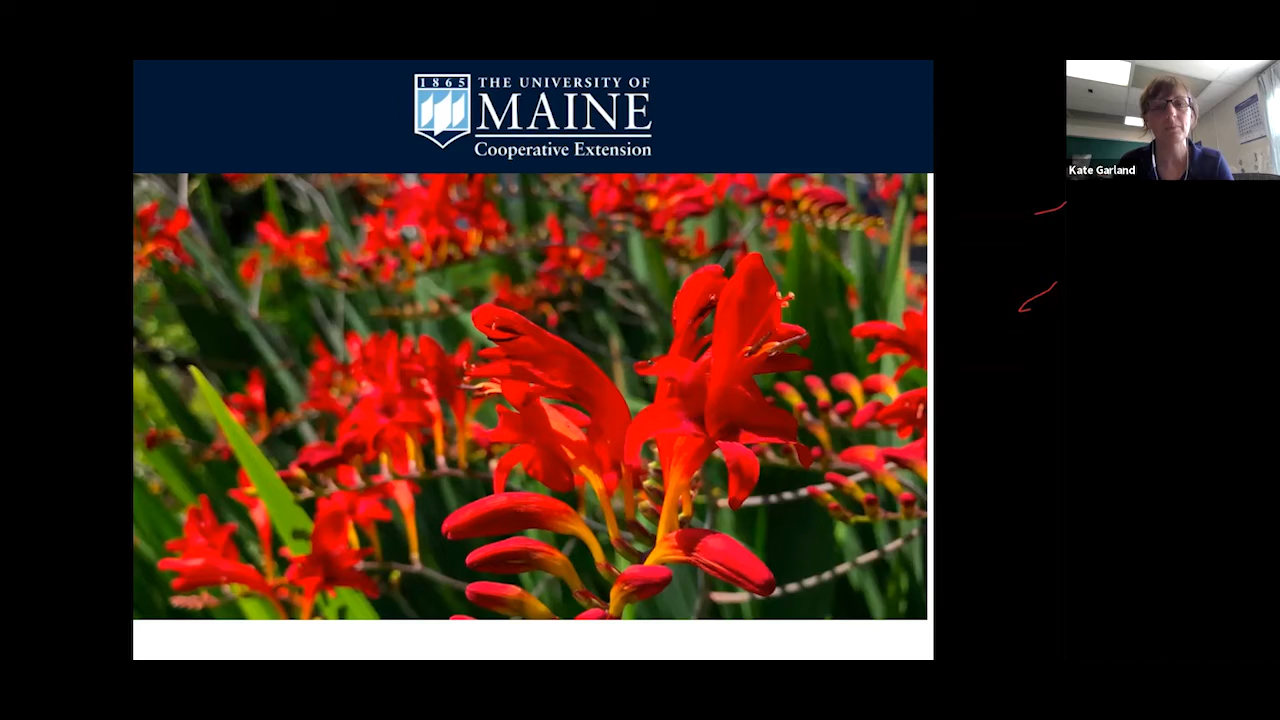 1865
THE UNIVERSITY OF
MAINE
Cooperative Extension
Kate Garland